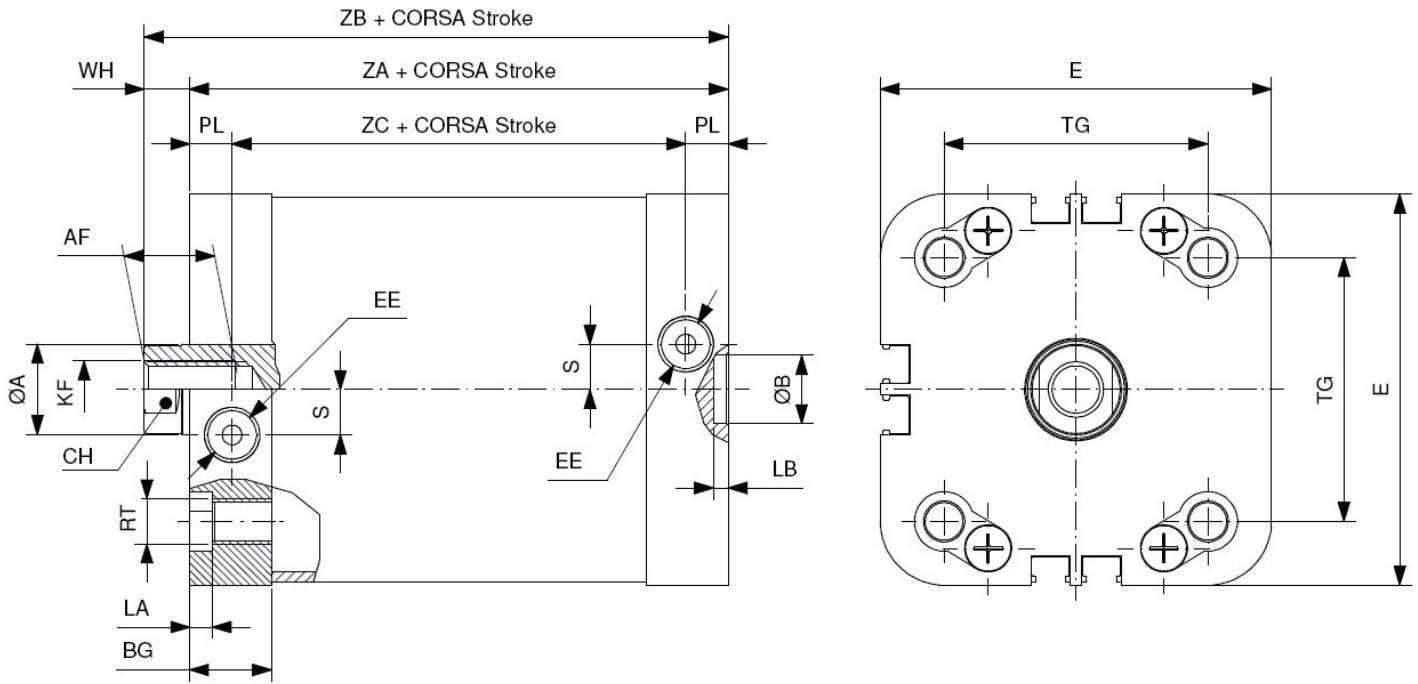 ZB + CORSA Stroke
WH
ZA + CORSA Stroke
E
PL
ZC + CORSA Stroke
PL
TG
AF
EE
ØA
KF
S
S
ØB
TG
E
CH
EE
LB
RT
LA
BG